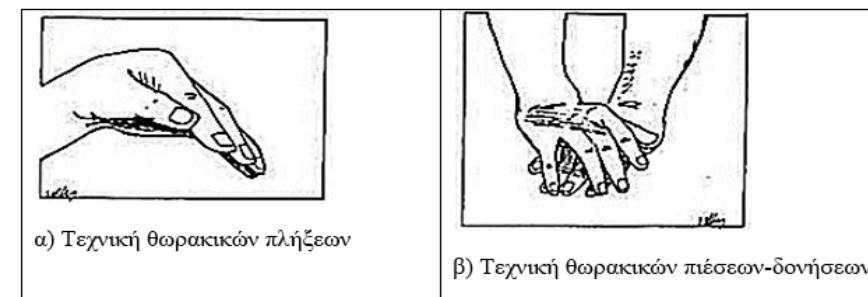 α) Τεχνική θωρακικών πλήξεων
β) Τεχνική θωρακικών πιέσεων-δονήσεων